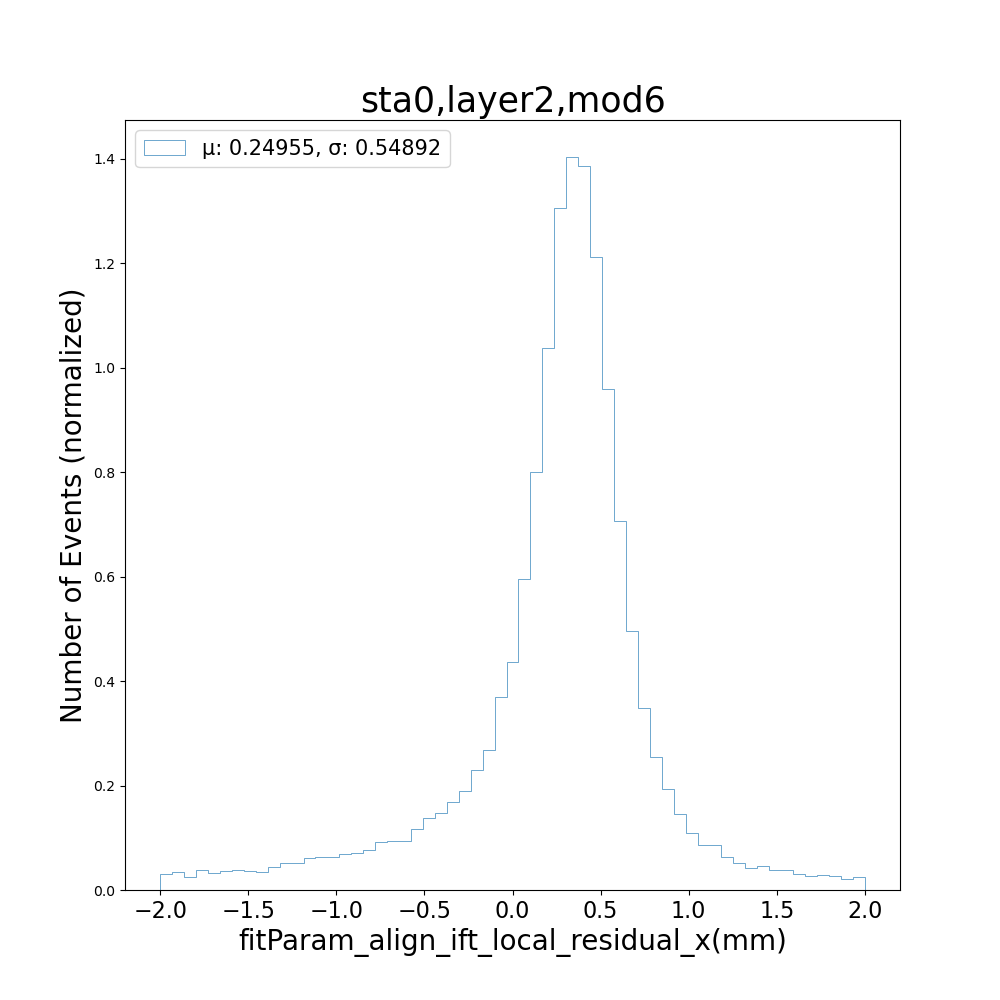 sta0,layer2,mod6
μ: 0.24955, σ: 0.54892
Number of Events (normalized)
1.4
1.2
1.0
0.8
0.6
0.4
0.2
0.0
−2.0 −1.5 −1.0 −0.5 0.0 0.5 1.0 1.5 2.0
fitParam_align_ift_local_residual_x(mm)